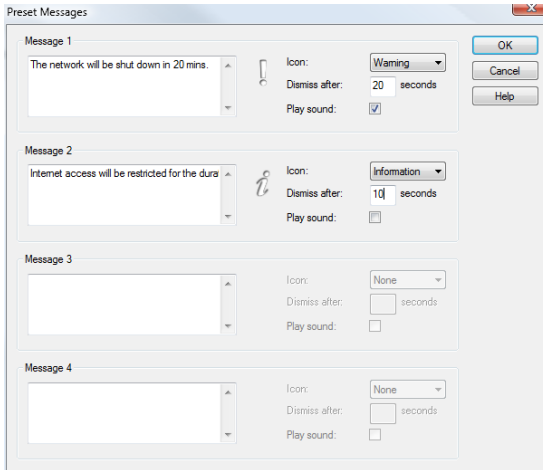 Preset Messages
Message 1
The network will be shut down in 20 mins.
Icon: Warning
Dismiss after: 20 seconds
Play sound:
OK
Cancel
Help
Message 2
Internet access will be restricted for the dura
Icon: Information
Dismiss after: 10 seconds
Play sound:
Message 3
Icon: None
Dismiss after: seconds
Play sound:
Message 4
Icon: None
Dismiss after: seconds
Play sound: